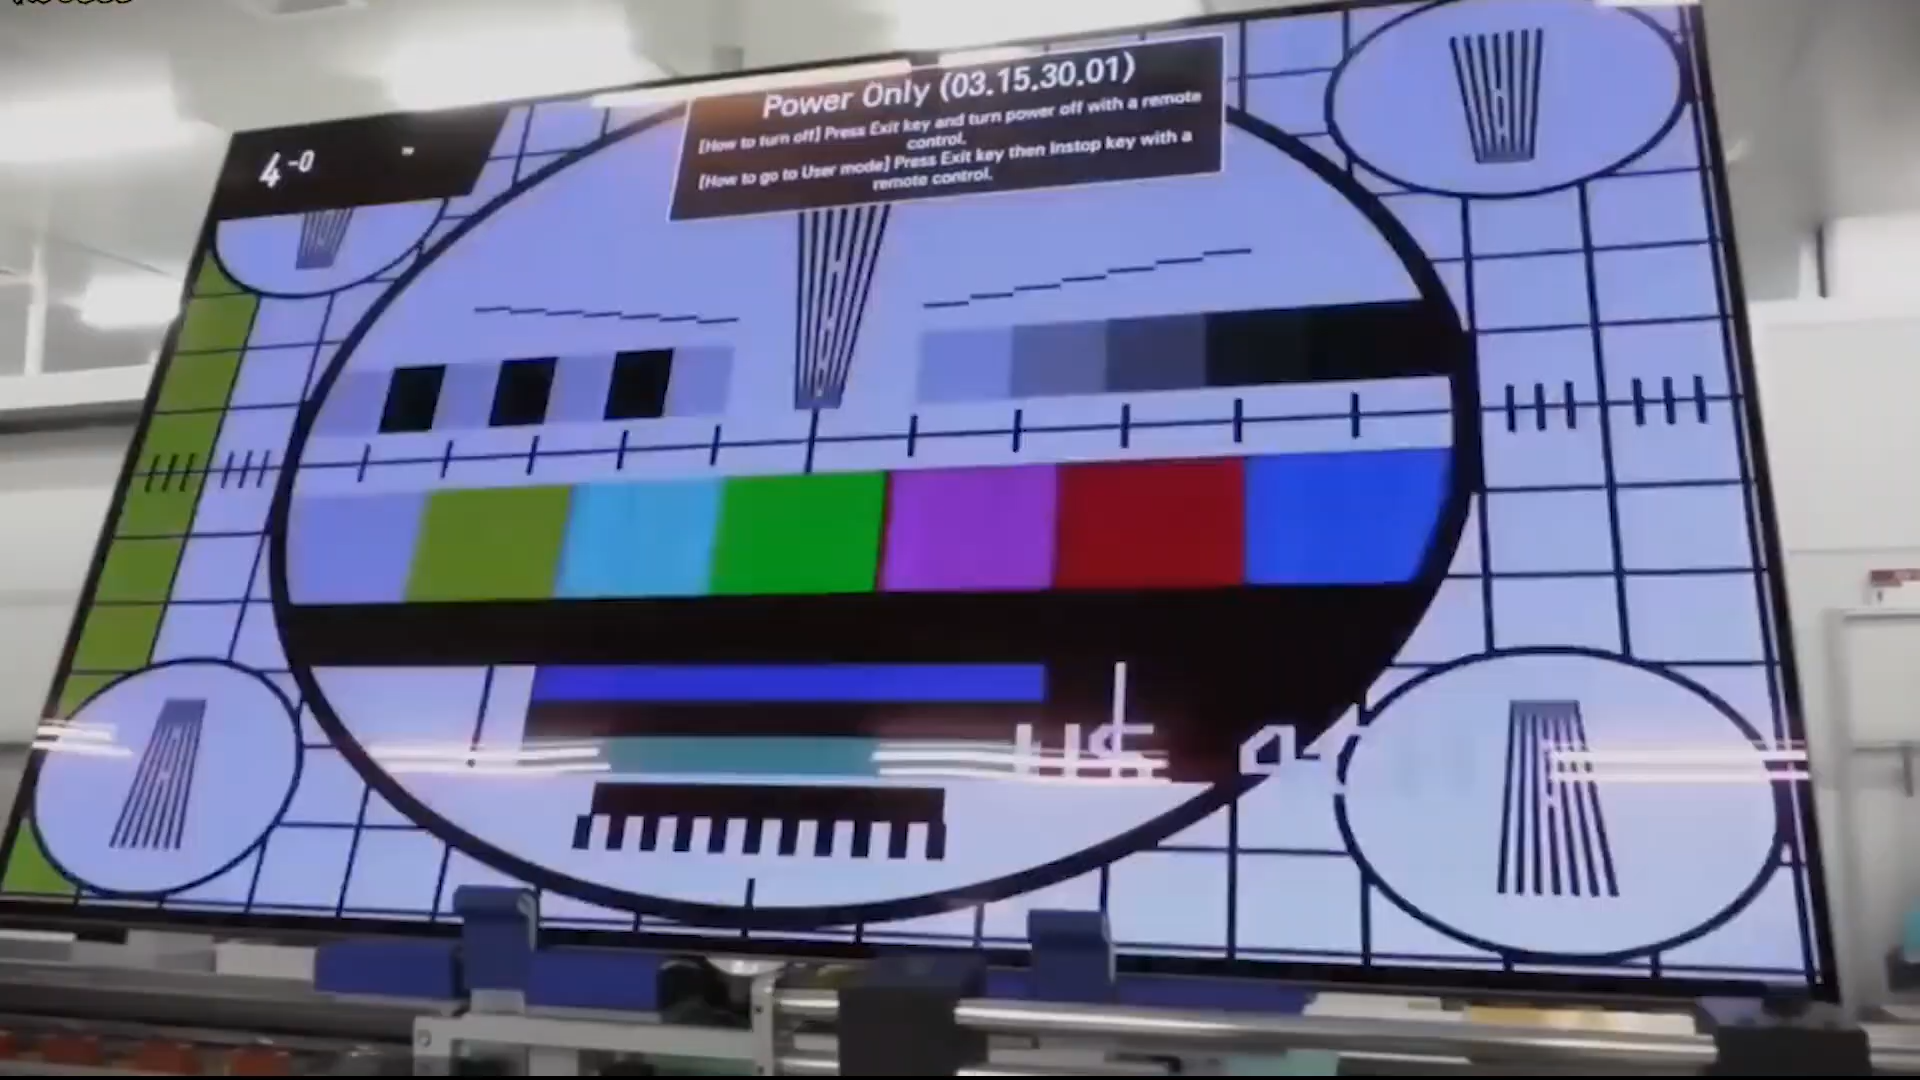 Power Only (03.15.30.01)
[How to turn off] Press Exit key and turn power off with a remote
control.
[How to go to User mode] Press Exit key then Instop key with a
remote control.
4-0